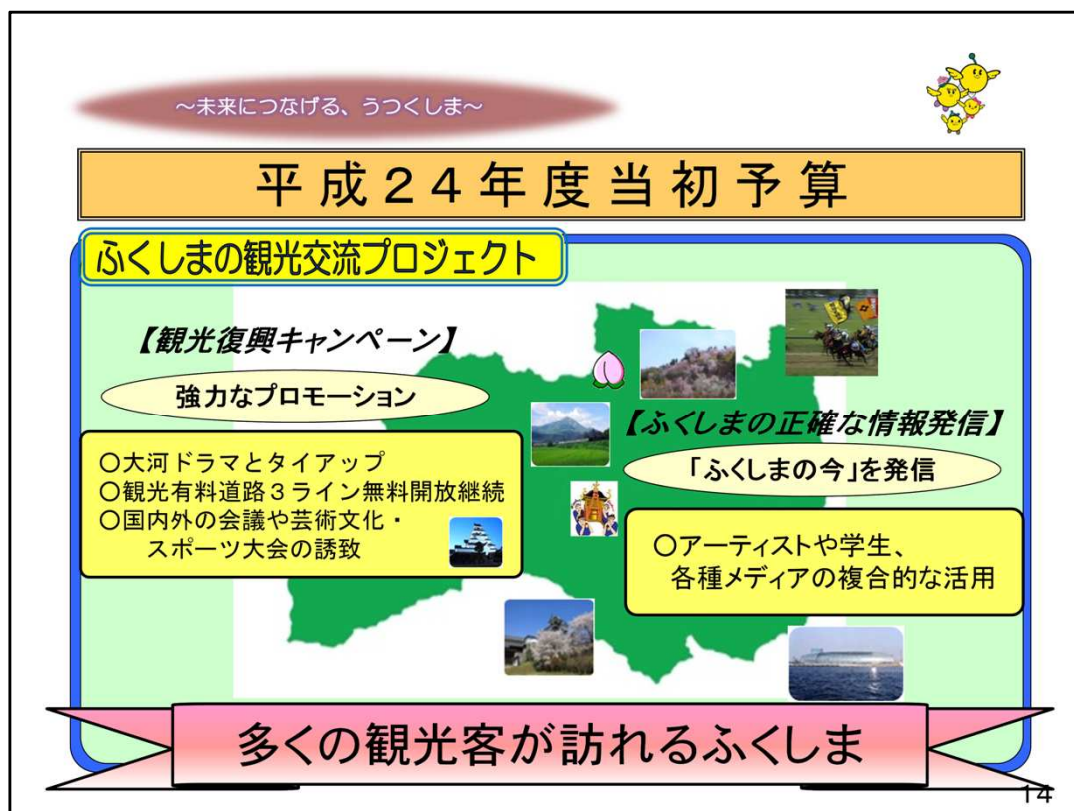 ～未来につなげる、うつくしま～
平成２４年度当初予算
ふくしまの観光交流プロジェクト
【観光復興キャンペーン】
強力なプロモーション
○大河ドラマとタイアップ
○観光有料道路３ライン無料開放継続
○国内外の会議や芸術文化・
スポーツ大会の誘致
【ふくしまの正確な情報発信】
「ふくしまの今」を発信
○アーティストや学生、
各種メディアの複合的な活用
多くの観光客が訪れるふくしま
14